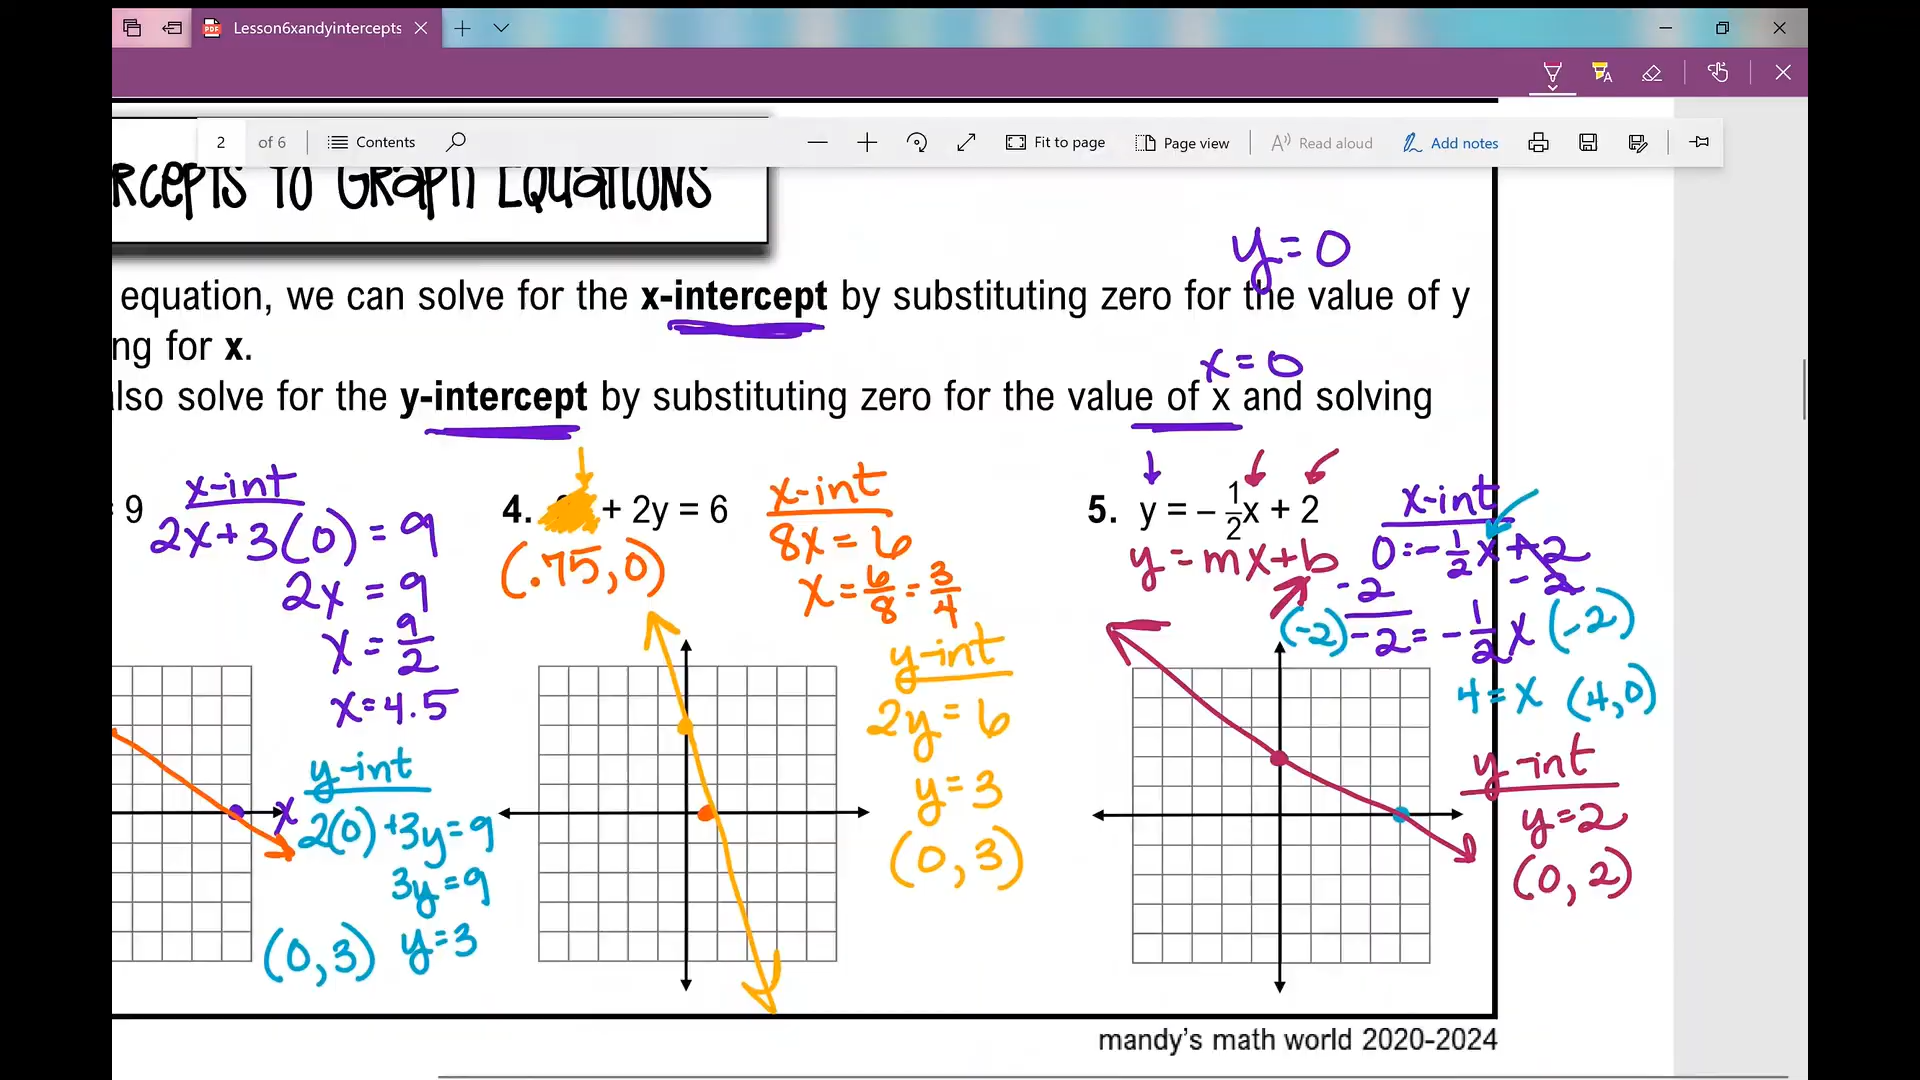 Lesson6xandyintercepts
2 of 6 Contents Fit to page Page view Read aloud Add notes
rcepts to Graph Equations
y=0
equation, we can solve for the x-intercept by substituting zero for the value of y
ng for x.
x=0
also solve for the y-intercept by substituting zero for the value of x and solving
= 9
x-int
2x+3(0)=9
2x=9
x=9/2
x=4.5
x
y-int
2(0)+3y=9
3y=9
y=3
(0,3)
4. + 2y = 6
(.75,0)
x-int
8x=6
x=6/8=3/4
y-int
2y=6
y=3
(0,3)
5. y = – 1/2x + 2
y=mx+b
x-int
0=-1/2x+2
-2 -2
(-2) -2=-1/2x (-2)
4=x (4,0)
y-int
y=2
(0,2)
mandy's math world 2020-2024